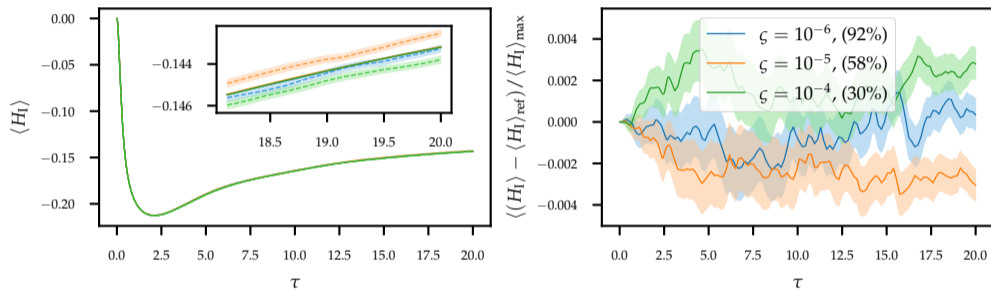 0.00
−0.05
−0.10
−0.15
−0.20
⟨H_I⟩
0.0 2.5 5.0 7.5 10.0 12.5 15.0 17.5 20.0
τ
−0.144
−0.146
18.5 19.0 19.5 20.0
0.004
0.002
0.000
−0.002
−0.004
⟨(H_I⟩ − ⟨H_I⟩_ref) / ⟨H_I⟩_max
ς = 10⁻⁶, (92%)
ς = 10⁻⁵, (58%)
ς = 10⁻⁴, (30%)
0.0 2.5 5.0 7.5 10.0 12.5 15.0 17.5 20.0
τ